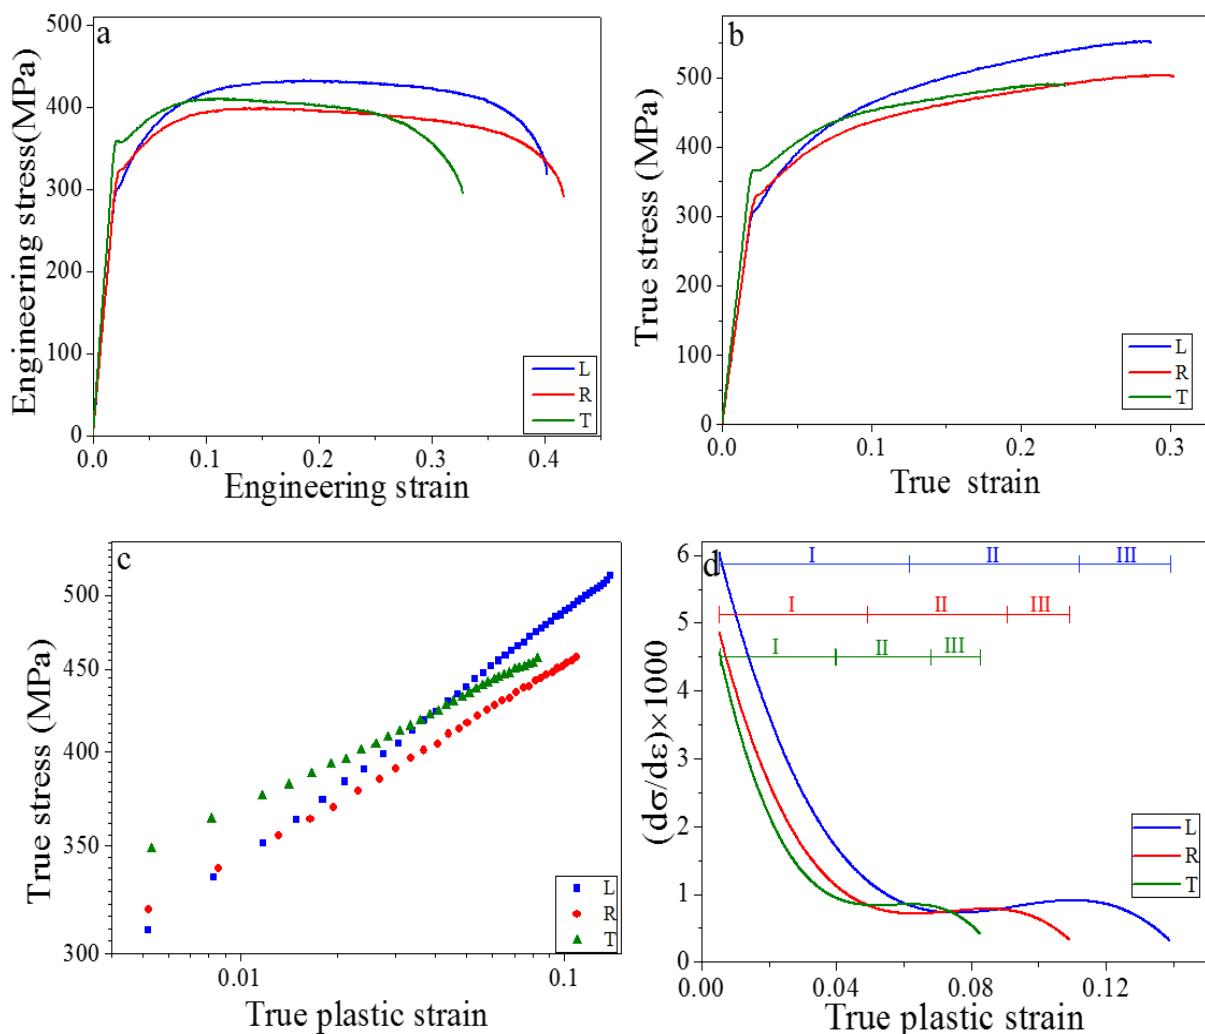 a
Engineering stress(MPa)
500
400
300
200
100
0
0.0 0.1 0.2 0.3 0.4
Engineering strain
L
R
T
b
True stress (MPa)
500
400
300
200
100
0
0.0 0.1 0.2 0.3
True strain
L
R
T
c
True stress (MPa)
500
450
400
350
300
0.01 0.1
True plastic strain
L
R
T
d
(dσ/dε)×1000
6
5
4
3
2
1
0
0.00 0.04 0.08 0.12
True plastic strain
I II III
I II III
I II III
L
R
T